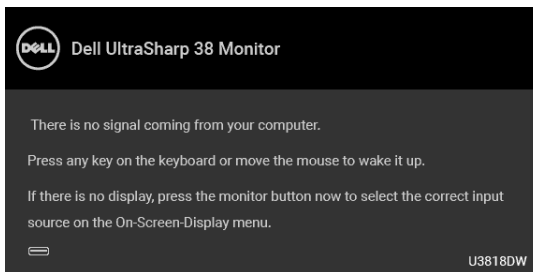 DELL
Dell UltraSharp 38 Monitor
There is no signal coming from your computer.
Press any key on the keyboard or move the mouse to wake it up.
If there is no display, press the monitor button now to select the correct input
source on the On-Screen-Display menu.
U3818DW